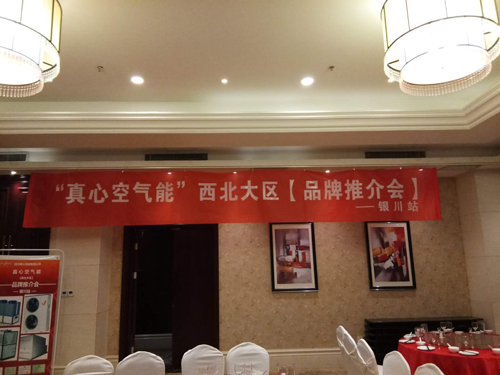 “真心空气能”西北大区【品牌推介会】
——银川站
真心空气能
品牌推介会